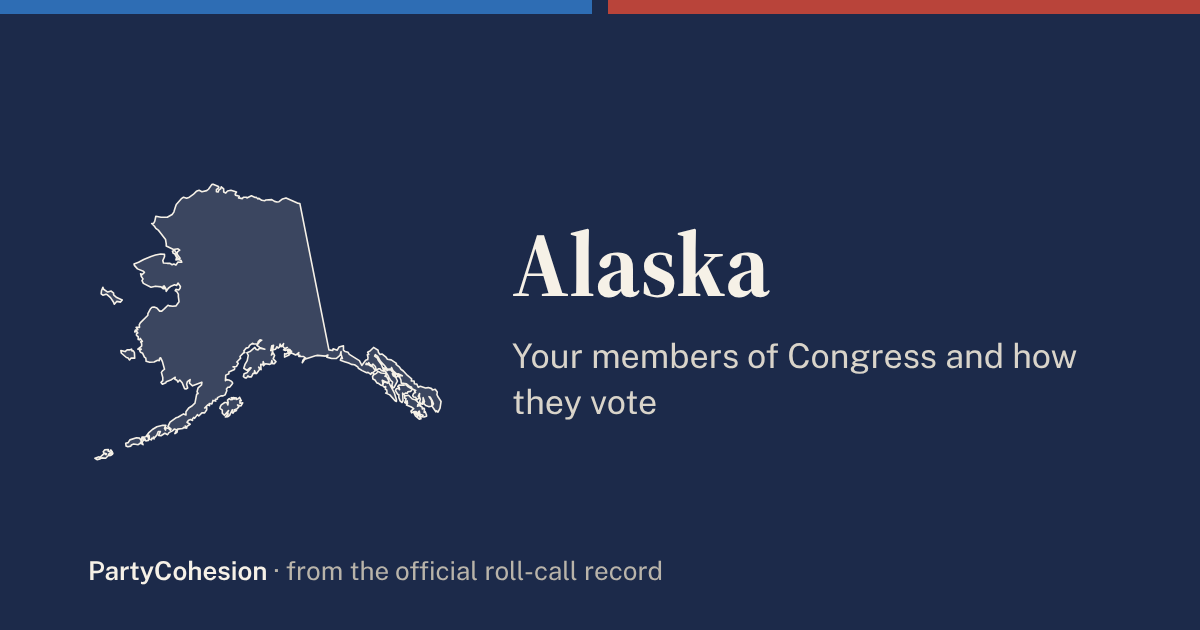 Alaska
Your members of Congress and how
they vote
PartyCohesion · from the official roll-call record